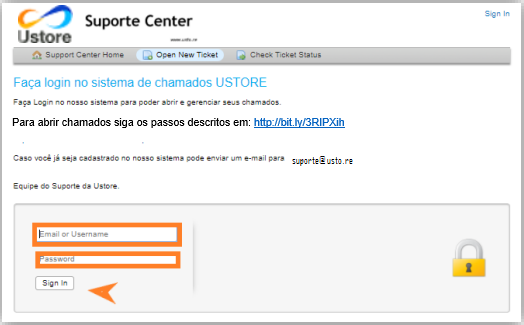 Sign In
Ustore
Suporte Center
www.usto.re
Support Center Home Open New Ticket Check Ticket Status
Faça login no sistema de chamados USTORE
Faça Login no nosso sistema para poder abrir e gerenciar seus chamados.
Para abrir chamados siga os passos descritos em: http://bit.ly/3RIPXih
Caso você já seja cadastrado no nosso sistema pode enviar um e-mail para suporte@usto.re
Equipe do Suporte da Ustore.
Email or Username
Password
Sign In